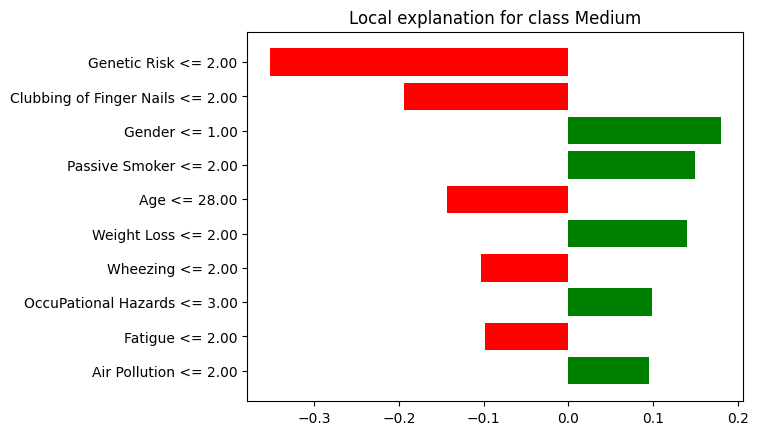 Local explanation for class Medium
Genetic Risk <= 2.00
Clubbing of Finger Nails <= 2.00
Gender <= 1.00
Passive Smoker <= 2.00
Age <= 28.00
Weight Loss <= 2.00
Wheezing <= 2.00
OccuPational Hazards <= 3.00
Fatigue <= 2.00
Air Pollution <= 2.00
−0.3 −0.2 −0.1 0.0 0.1 0.2